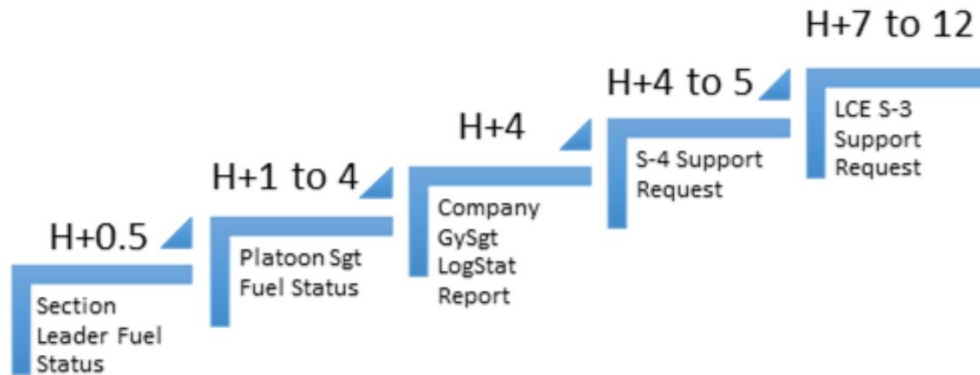 H+0.5
Section
Leader Fuel
Status
H+1 to 4
Platoon Sgt
Fuel Status
H+4
Company
GySgt
LogStat
Report
H+4 to 5
S-4 Support
Request
H+7 to 12
LCE S-3
Support
Request